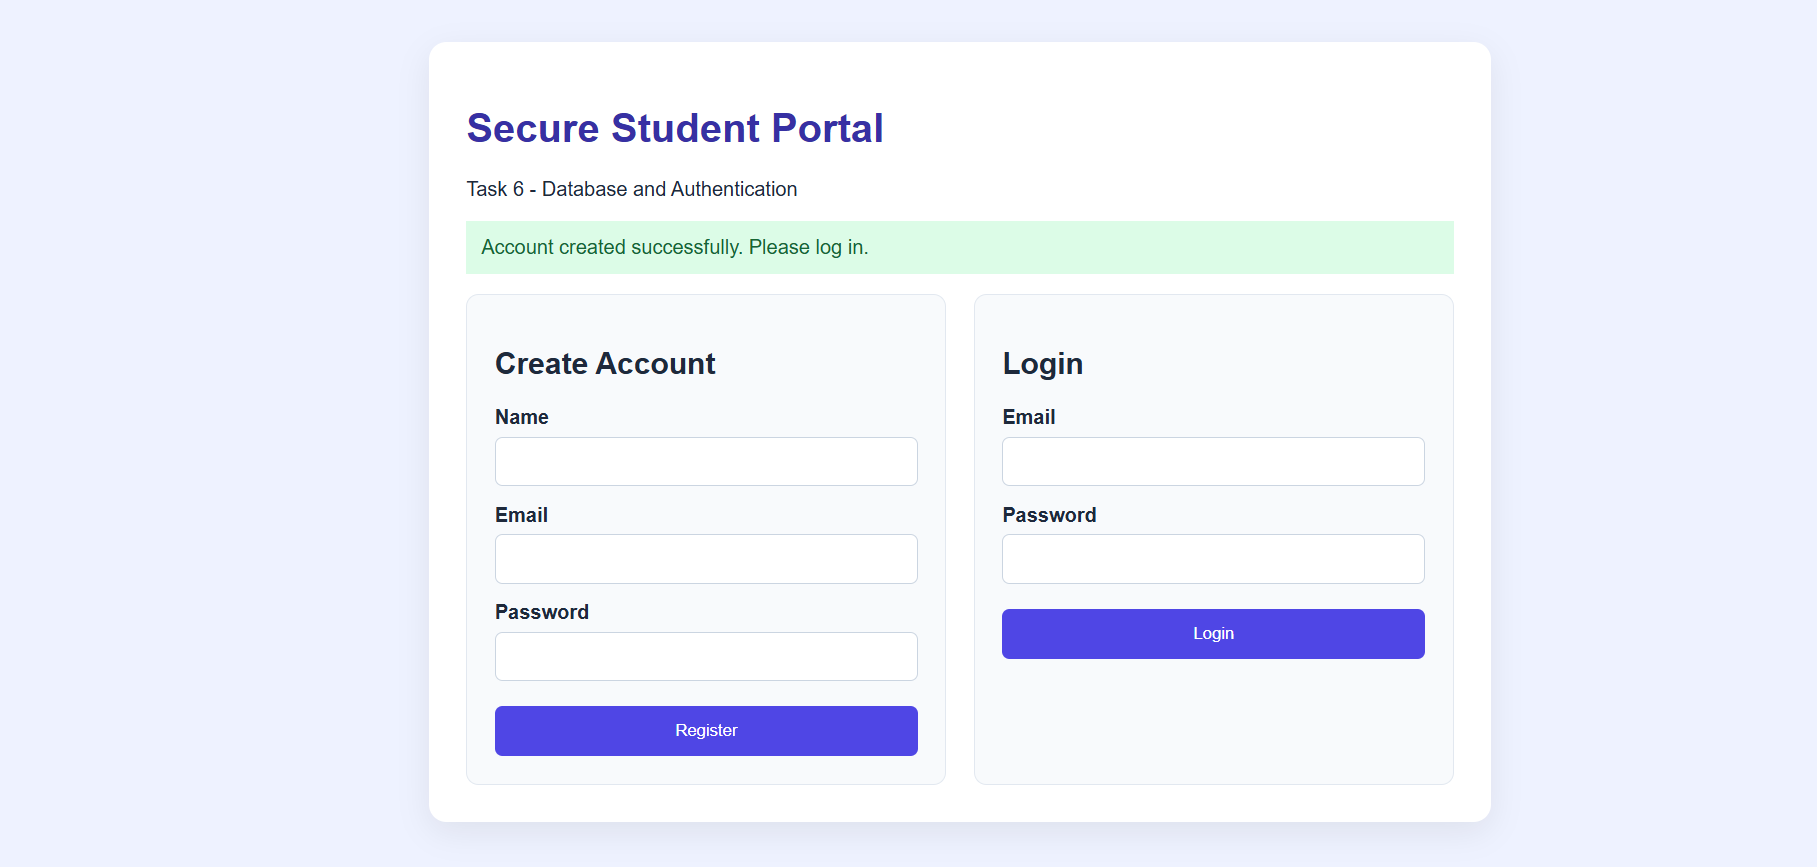 Secure Student Portal
Task 6 - Database and Authentication
Account created successfully. Please log in.
Create Account
Name
Email
Password
Register
Login
Email
Password
Login